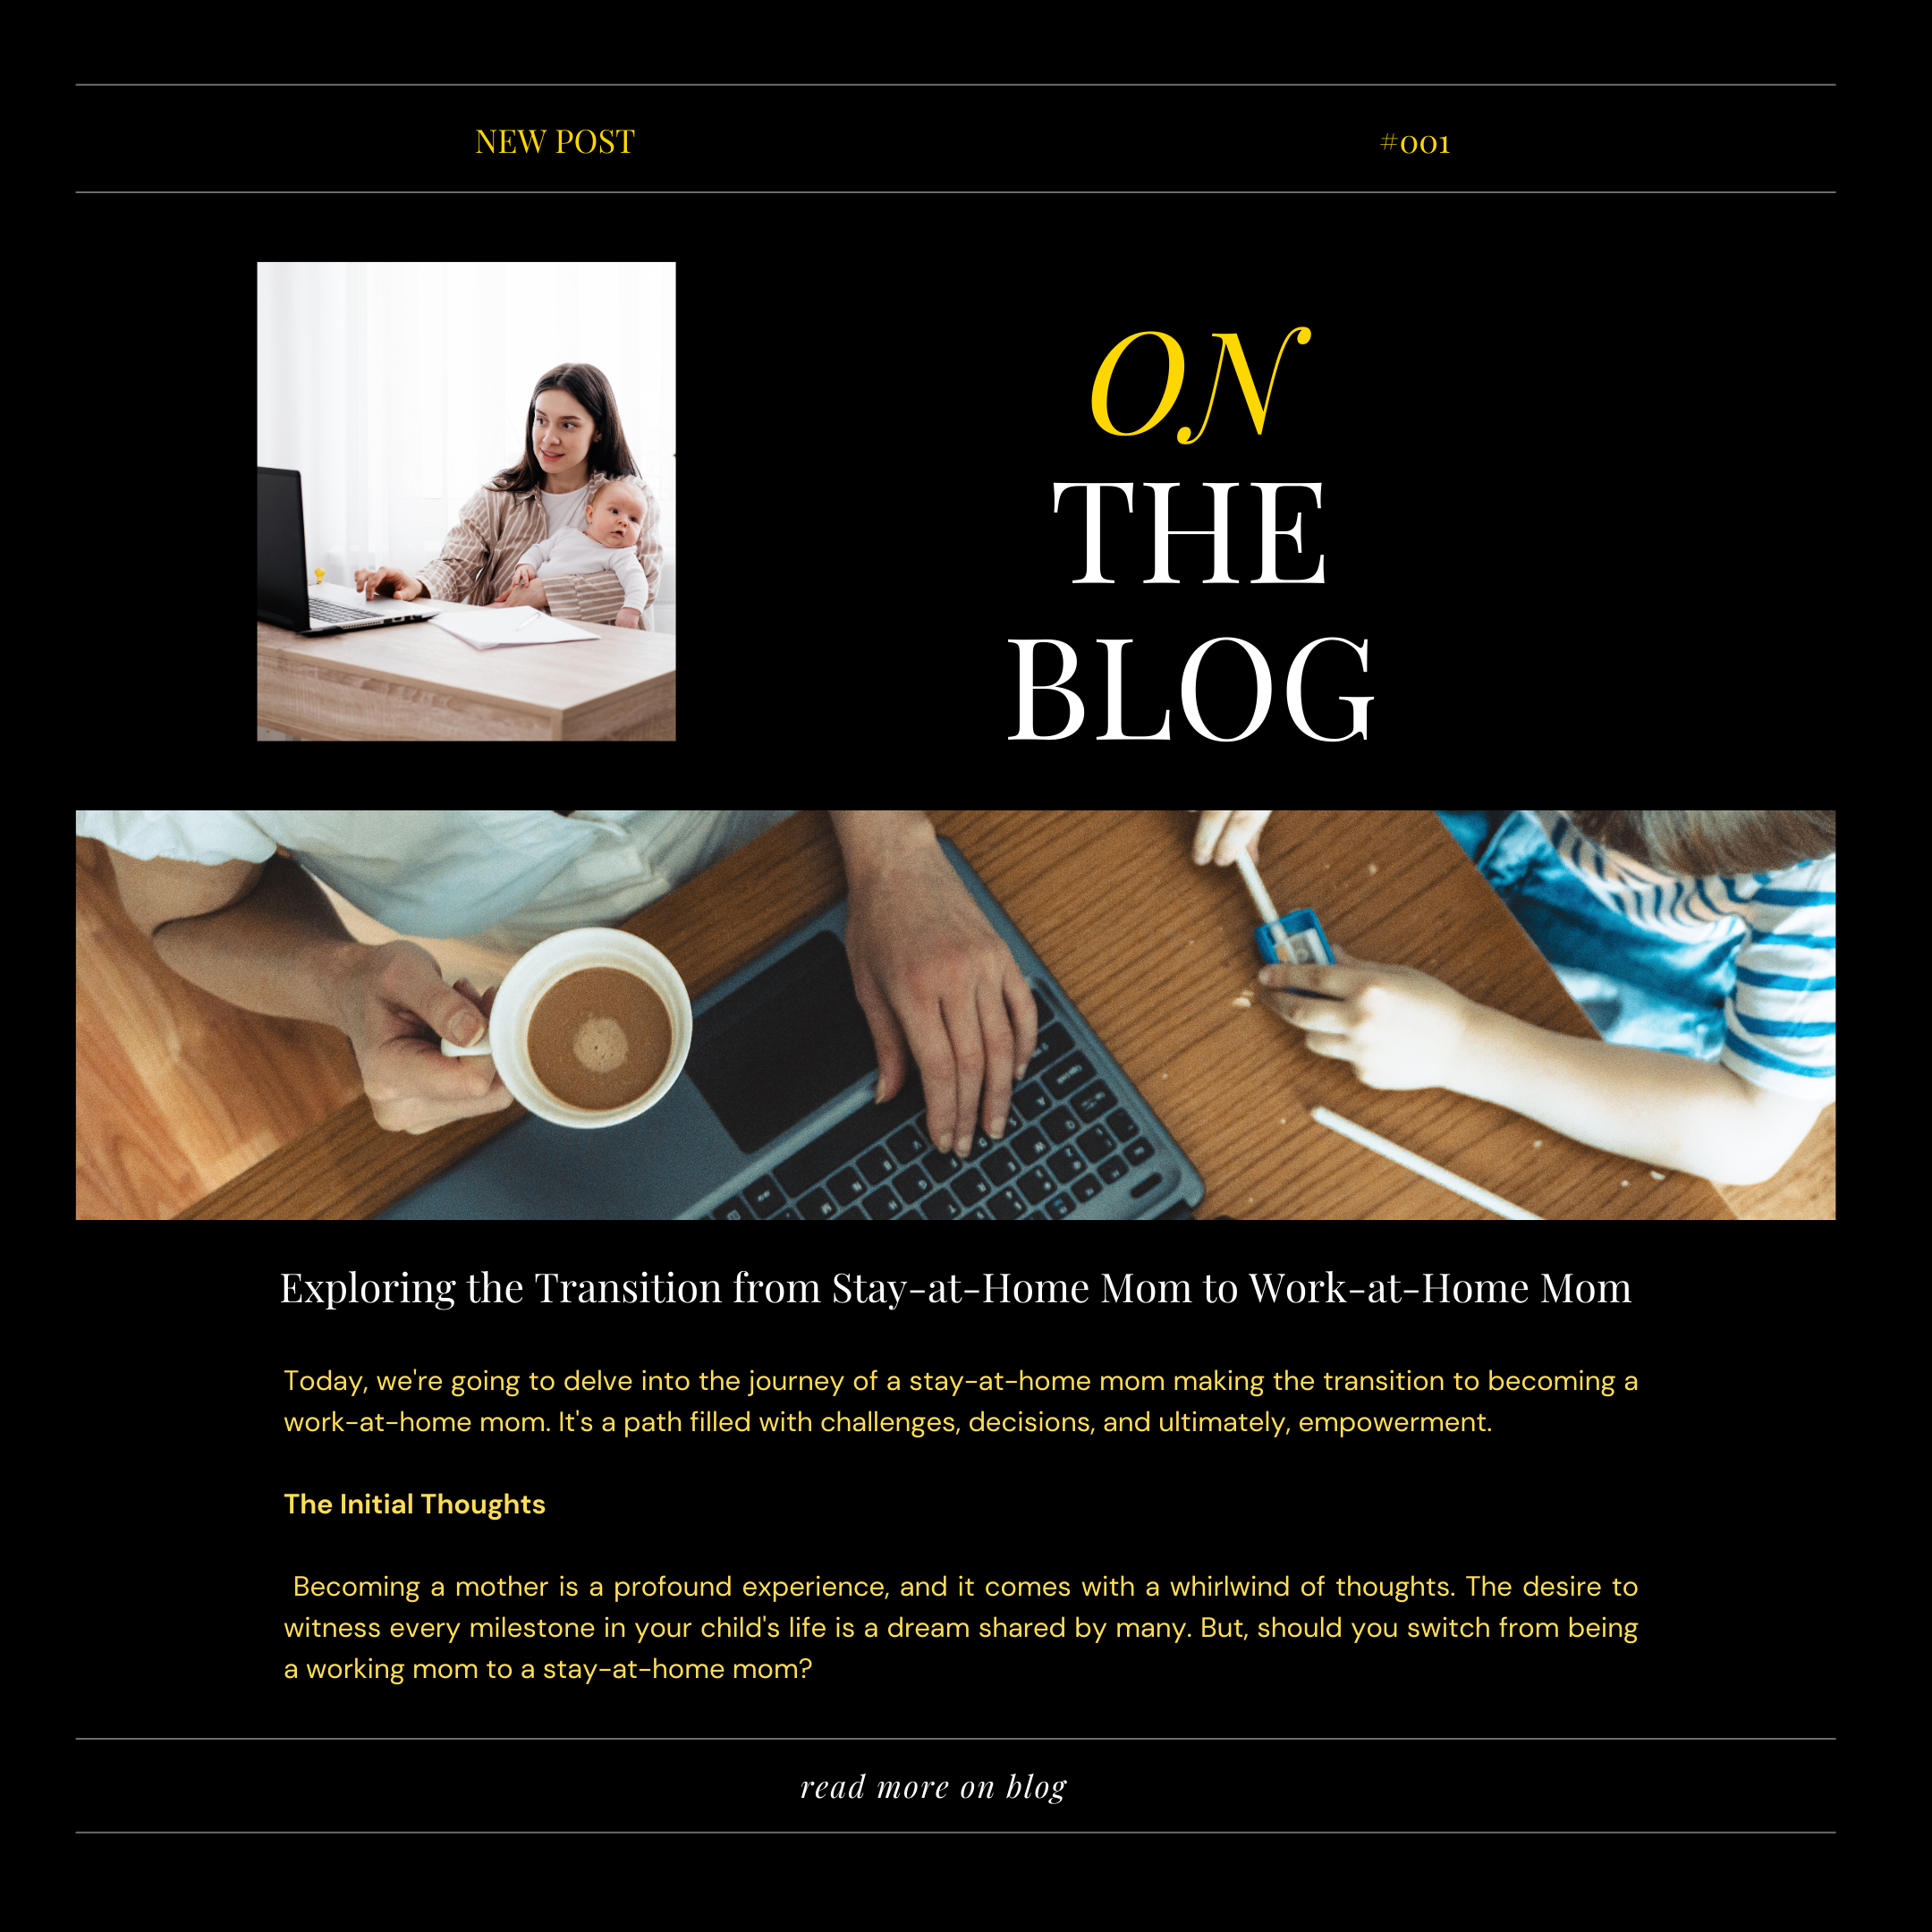 NEW POST
#001
ON
THE
BLOG
Exploring the Transition from Stay-at-Home Mom to Work-at-Home Mom
Today, we're going to delve into the journey of a stay-at-home mom making the transition to becoming a
work-at-home mom. It's a path filled with challenges, decisions, and ultimately, empowerment.
The Initial Thoughts
Becoming a mother is a profound experience, and it comes with a whirlwind of thoughts. The desire to
witness every milestone in your child's life is a dream shared by many. But, should you switch from being
a working mom to a stay-at-home mom?
read more on blog